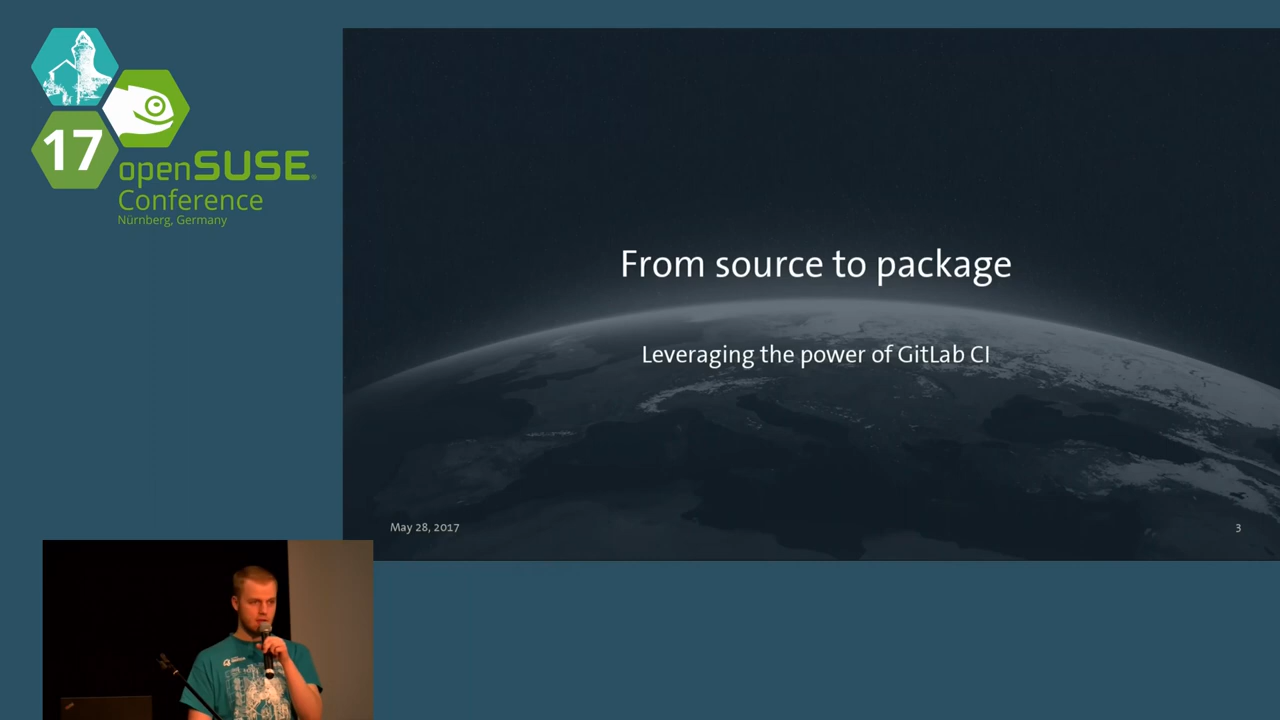 17
openSUSE®
Conference
Nürnberg, Germany
From source to package
Leveraging the power of GitLab CI
May 28, 2017
3